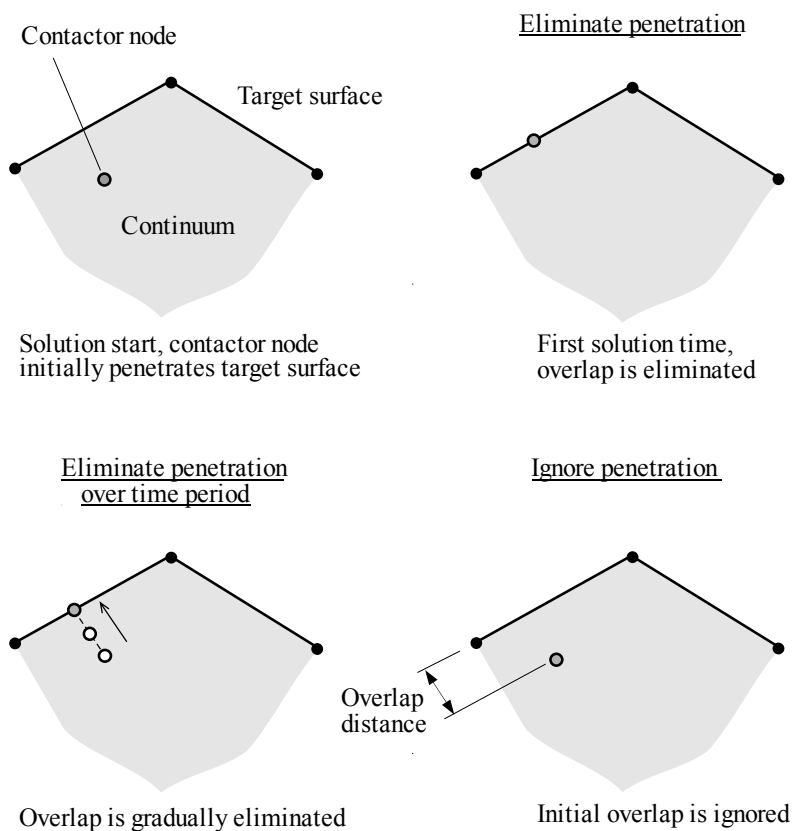 Contactor node
Target surface
Continuum
Solution start, contactor node
initially penetrates target surface
Eliminate penetration
First solution time,
overlap is eliminated
Eliminate penetration
over time period
Overlap is gradually eliminated
Ignore penetration
Overlap
distance
Initial overlap is ignored